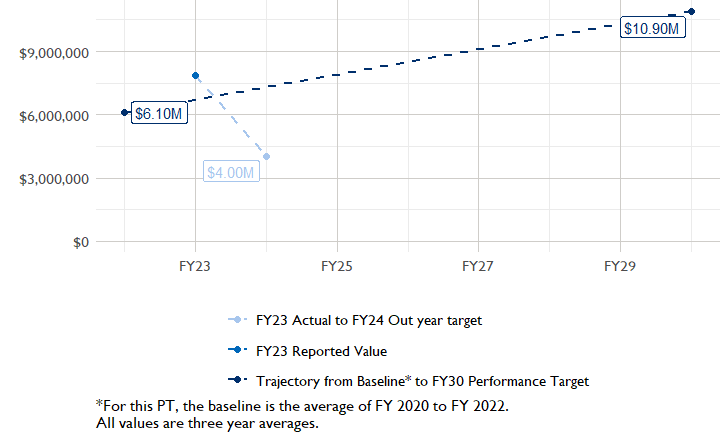 $9,000,000
$10.90M
$6,000,000
$6.10M
$3,000,000
$4.00M
$0
FY23 FY25 FY27 FY29
FY23 Actual to FY24 Out year target
FY23 Reported Value
Trajectory from Baseline* to FY30 Performance Target
*For this PT, the baseline is the average of FY 2020 to FY 2022.
All values are three year averages.